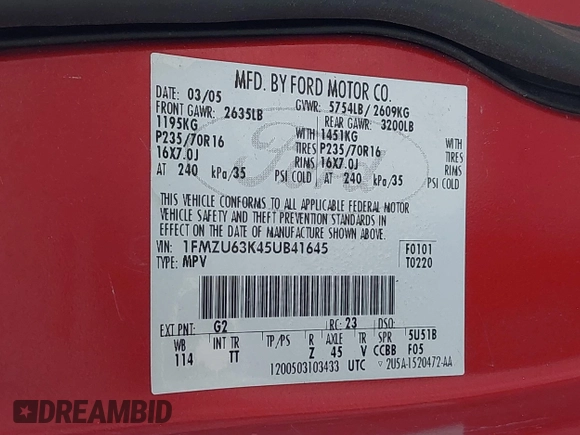 MFD. BY FORD MOTOR CO.
DATE: 03/05 GVWR: 5754LB/ 2609KG
FRONT GAWR: 2635LB REAR GAWR: 3200LB
1195KG WITH 1451KG WITH
P235/70R16 TIRES P235/70R16 TIRES
16X7.0J RIMS 16X7.0J RIMS
AT 240 kPa/35 PSI COLD AT 240 kPa/35 PSI COLD
Ford
THIS VEHICLE CONFORMS TO ALL APPLICABLE FEDERAL MOTOR
VEHICLE SAFETY AND THEFT PREVENTION STANDARDS IN
EFFECT ON THE DATE OF MANUFACTURE SHOWN ABOVE.
VIN: 1FMZU63K45UB41645 F0101
TYPE: MPV T0220
EXT PNT: G2 RC: 23 DSO:
WB INT TR TP/PS R AXLE TR SPR 5U51B
114 TT Z 45 V CCBB F05
1200503103433 UTC ▽ 2U5A-1520472-AA
DREAMBID